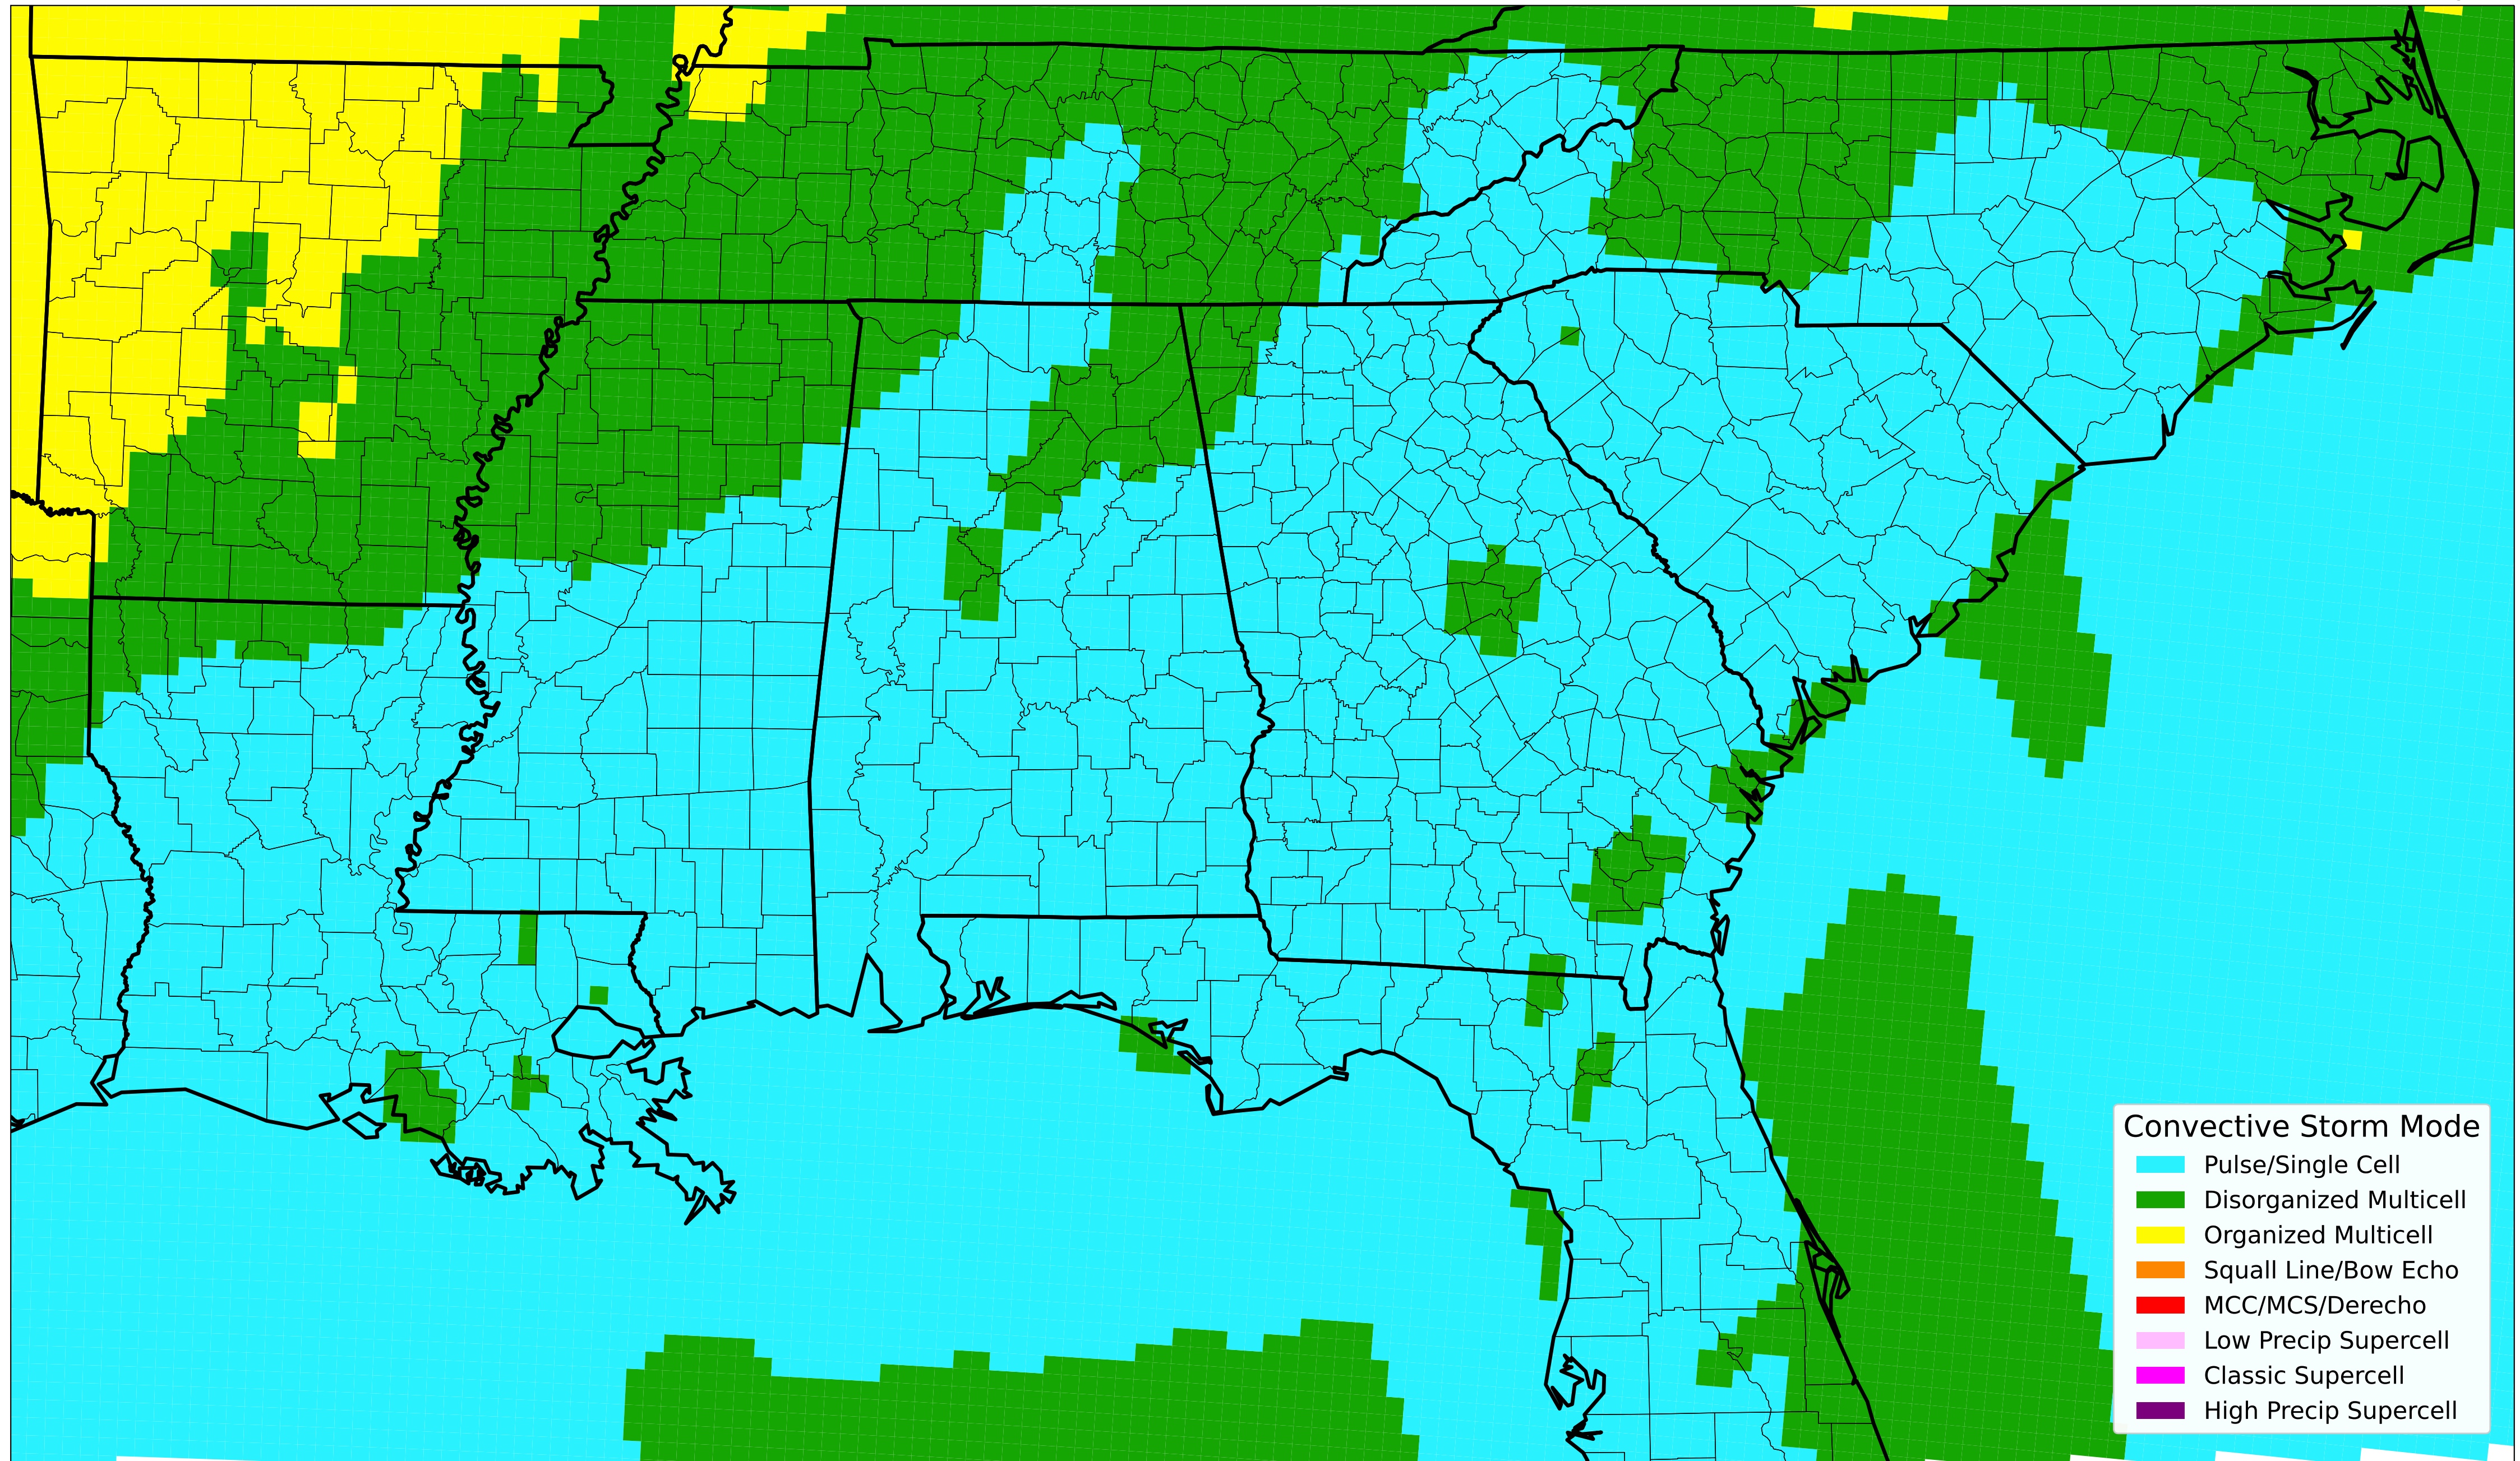 Convective Storm Mode
Pulse/Single Cell
Disorganized Multicell
Organized Multicell
Squall Line/Bow Echo
MCC/MCS/Derecho
Low Precip Supercell
Classic Supercell
High Precip Supercell